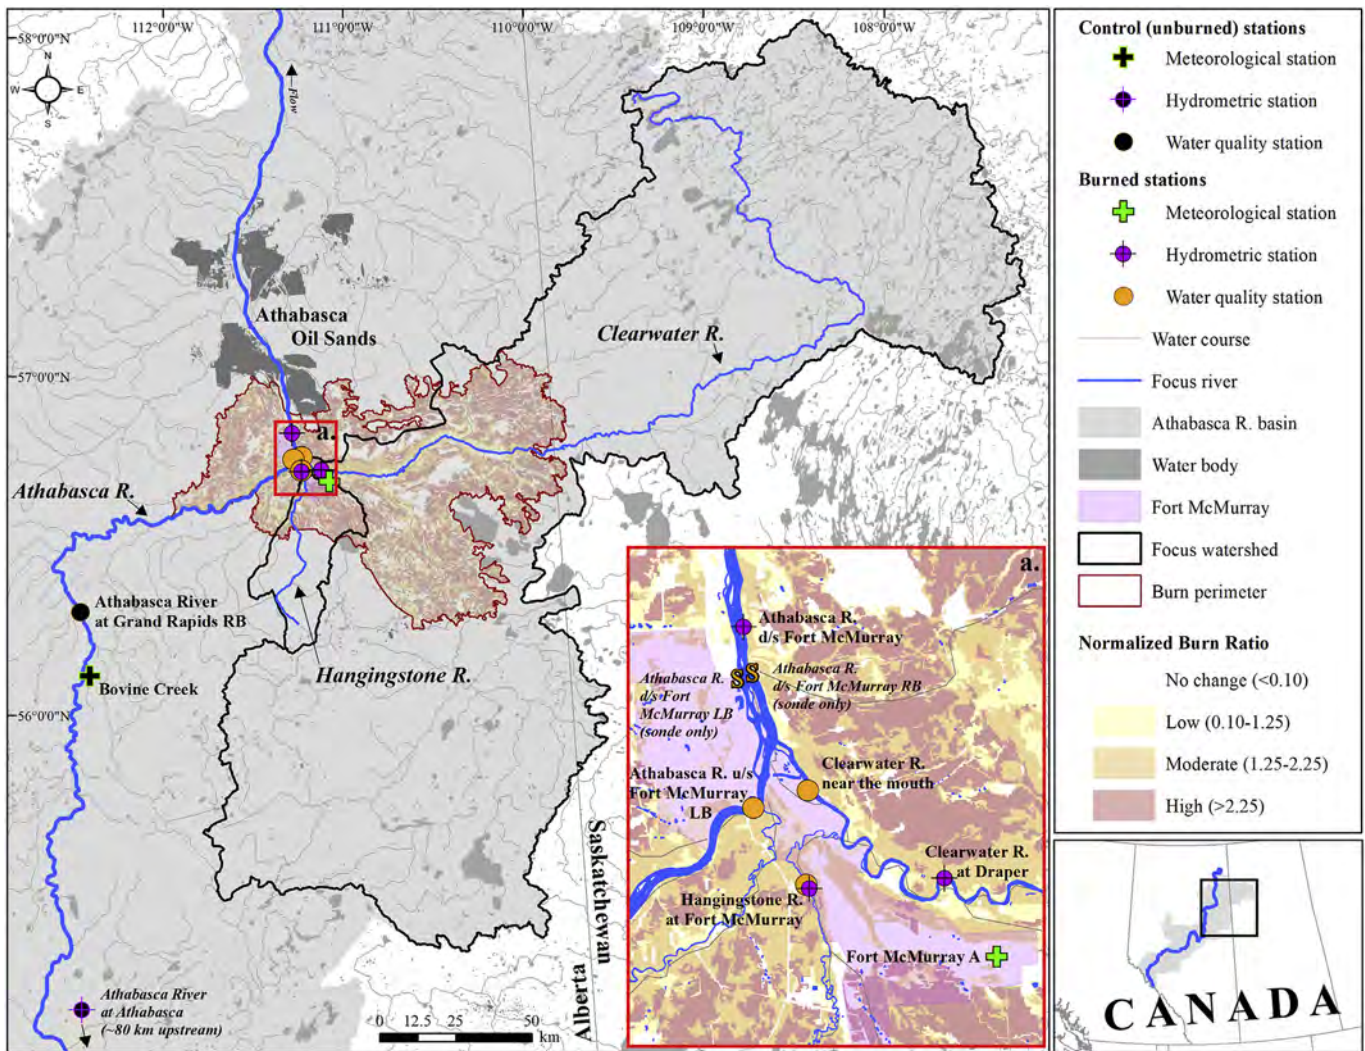 112°0'0"W
111°0'0"W
110°0'0"W
109°0'0"W
108°0'0"W
58°0'0"N
N
W
E
S
Flow
Athabasca
Oil Sands
Clearwater R.
57°0'0"N
a.
Athabasca R.
Athabasca River
at Grand Rapids RB
Hangingstone R.
Bovine Creek
56°0'0"N
Saskatchewan
Alberta
Athabasca River
at Athabasca
(~80 km upstream)
0 12.5 25 50
km
a.
Athabasca R.
d/s Fort McMurray
S S
Athabasca R.
d/s Fort McMurray RB
(sonde only)
Athabasca R.
d/s Fort
McMurray LB
(sonde only)
Clearwater R.
near the mouth
Athabasca R. u/s
Fort McMurray
LB
Clearwater R.
at Draper
Hangingstone R.
at Fort McMurray
Fort McMurray A
Control (unburned) stations
Meteorological station
Hydrometric station
Water quality station
Burned stations
Meteorological station
Hydrometric station
Water quality station
Water course
Focus river
Athabasca R. basin
Water body
Fort McMurray
Focus watershed
Burn perimeter
Normalized Burn Ratio
No change (<0.10)
Low (0.10-1.25)
Moderate (1.25-2.25)
High (>2.25)
CANADA